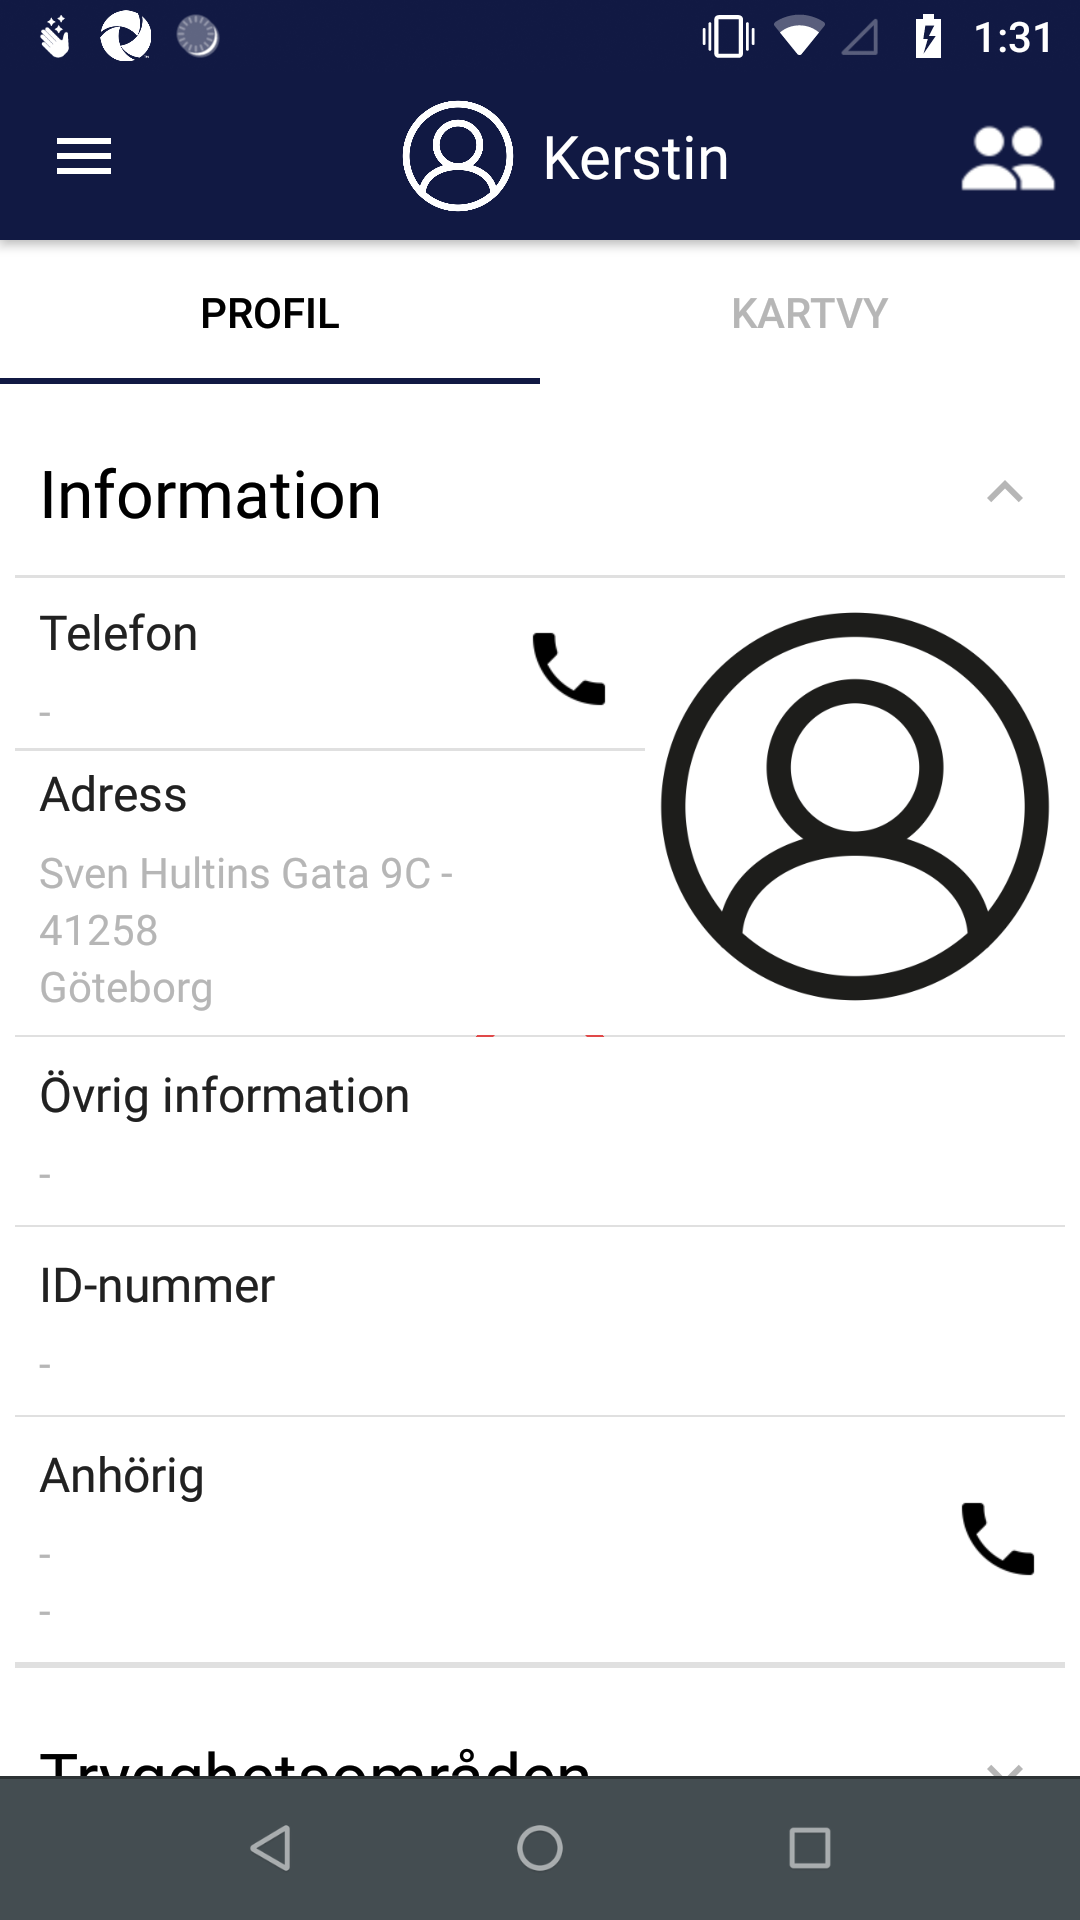 1:31
Kerstin
PROFIL
KARTVY
Information
Telefon
-
Adress
Sven Hultins Gata 9C -
41258
Göteborg
Övrig information
-
ID-nummer
-
Anhörig
-
-
Trygghetsområden